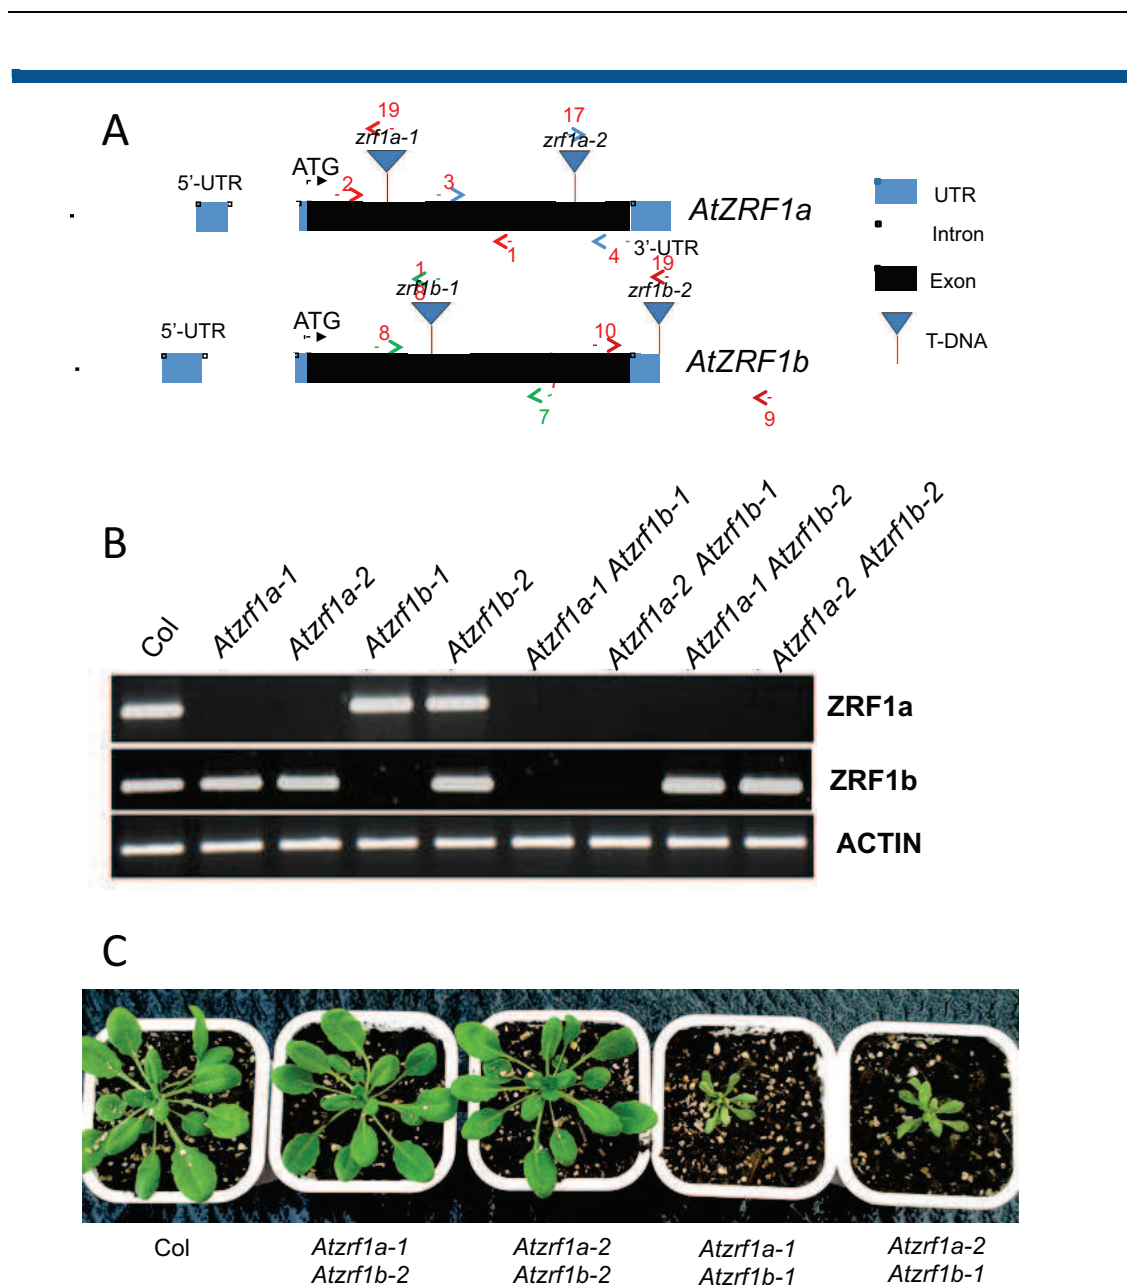 A
19
17
zrf1a-1
zrf1a-2
ATG
5'-UTR
2
3
AtZRF1a
UTR
1
4
3'-UTR
Intron
1
8
19
zrf1b-1
zrf1b-2
Exon
5'-UTR
ATG
8
10
T-DNA
AtZRF1b
7
9
B
Col
Atzrf1a-1
Atzrf1a-2
Atzrf1b-1
Atzrf1b-2
Atzrf1a-1 Atzrf1b-1
Atzrf1a-2 Atzrf1b-1
Atzrf1a-1 Atzrf1b-2
Atzrf1a-2 Atzrf1b-2
ZRF1a
ZRF1b
ACTIN
C
Col
Atzrf1a-1
Atzrf1b-2
Atzrf1a-2
Atzrf1b-2
Atzrf1a-1
Atzrf1b-1
Atzrf1a-2
Atzrf1b-1